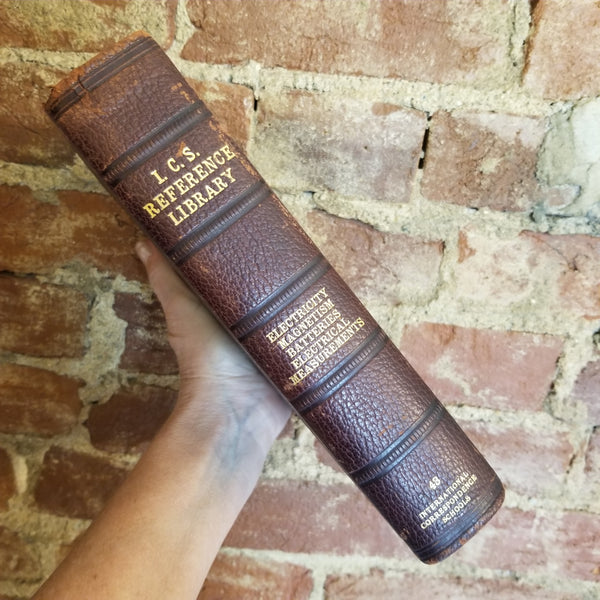 I. C. S.
REFERENCE
LIBRARY
ELECTRICITY
MAGNETISM
BATTERIES
ELECTRICAL
MEASUREMENTS
48
INTERNATIONAL
CORRESPONDENCE
SCHOOLS